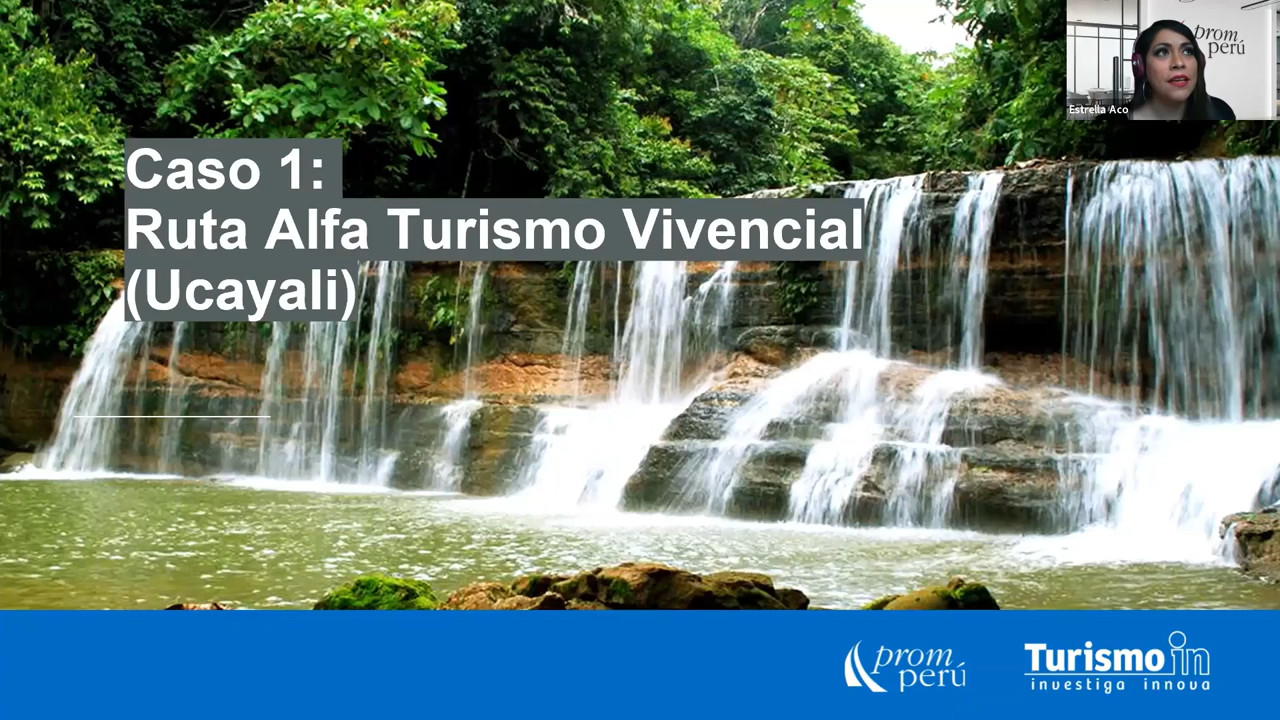 prom
perú
Estrella Aco
Caso 1:
Ruta Alfa Turismo Vivencial
(Ucayali)
prom
perú
Turismo in
investiga innova